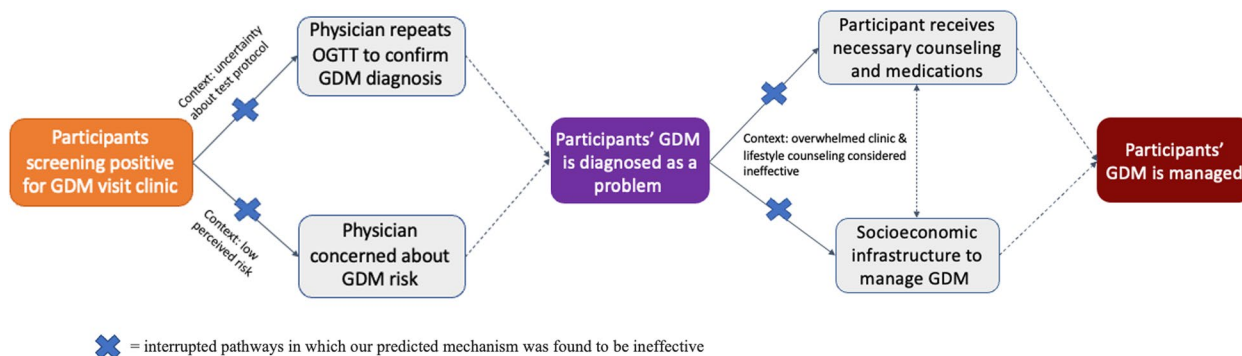 Participants
screening positive
for GDM visit clinic
Context: uncertainty
about test protocol
Physician repeats
OGTT to confirm
GDM diagnosis
Context: low
perceived risk
Physician
concerned about
GDM risk
Participants' GDM
is diagnosed as a
problem
Participant receives
necessary counseling
and medications
Context: overwhelmed clinic &
lifestyle counseling considered
ineffective
Socioeconomic
infrastructure to
manage GDM
Participants'
GDM is managed
= interrupted pathways in which our predicted mechanism was found to be ineffective